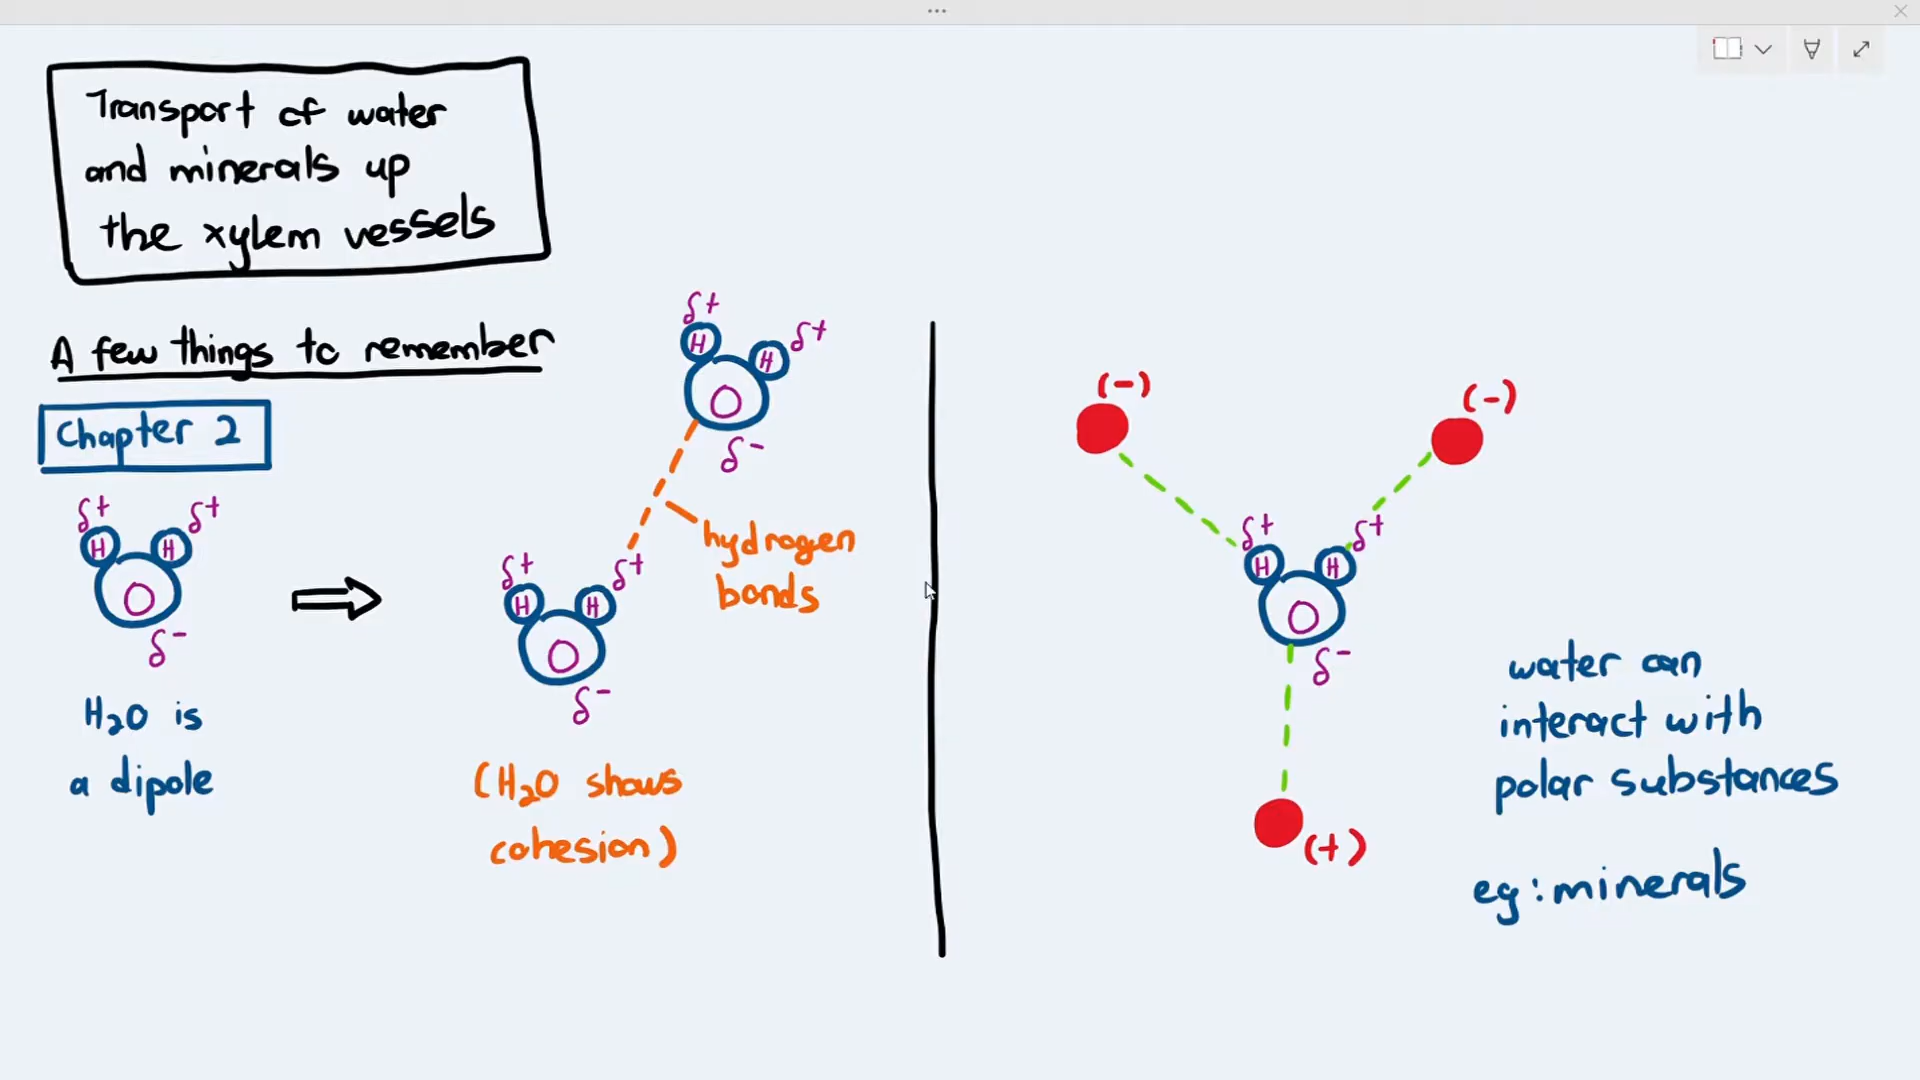 Transport of water
and minerals up
the xylem vessels
A few things to remember
Chapter 2
δ+ δ+
H H
O
δ-
H₂O is
a dipole
δ+ δ+
H H
O
δ-
hydrogen
bonds
δ+ δ+
H H
O
δ-
(H₂O shows
cohesion)
(-) (-)
δ+ δ+
H H
O
δ-
(+)
water can
interact with
polar substances
eg: minerals